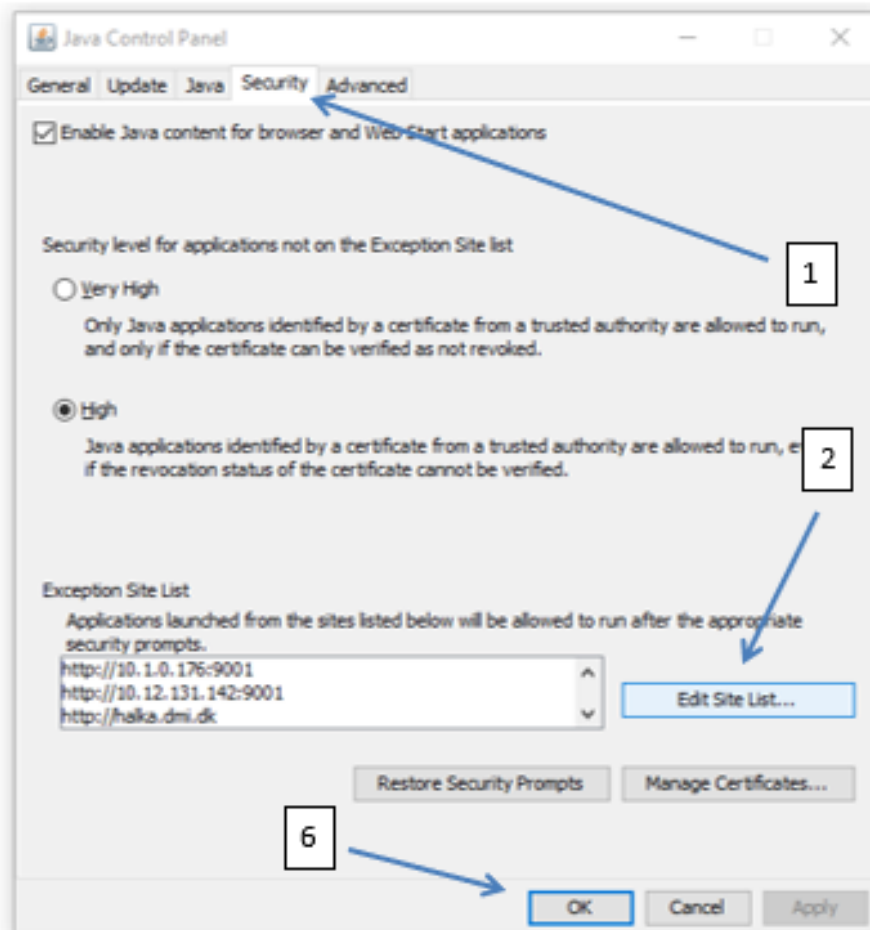 Java Control Panel
General Update Java Security Advanced
Enable Java content for browser and Web Start applications
Security level for applications not on the Exception Site list
1
Very High
Only Java applications identified by a certificate from a trusted authority are allowed to run,
and only if the certificate can be verified as not revoked.
High
Java applications identified by a certificate from a trusted authority are allowed to run,
2
if the revocation status of the certificate cannot be verified.
Exception Site List
Applications launched from the sites listed below will be allowed to run after the appropriate
security prompts.
http://10.1.0.176:9001
http://10.12.131.142:9001
http://halka.dmi.dk
Edit Site List...
Restore Security Prompts Manage Certificates...
6
OK Cancel Apply